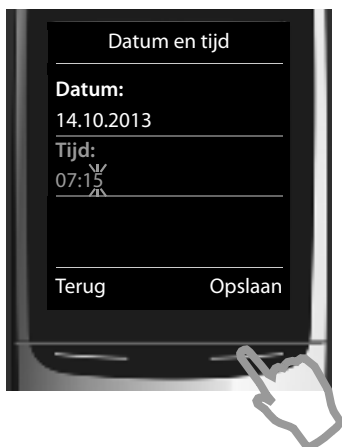 Datum en tijd
Datum:
14.10.2013
Tijd:
07:15
Terug Opslaan